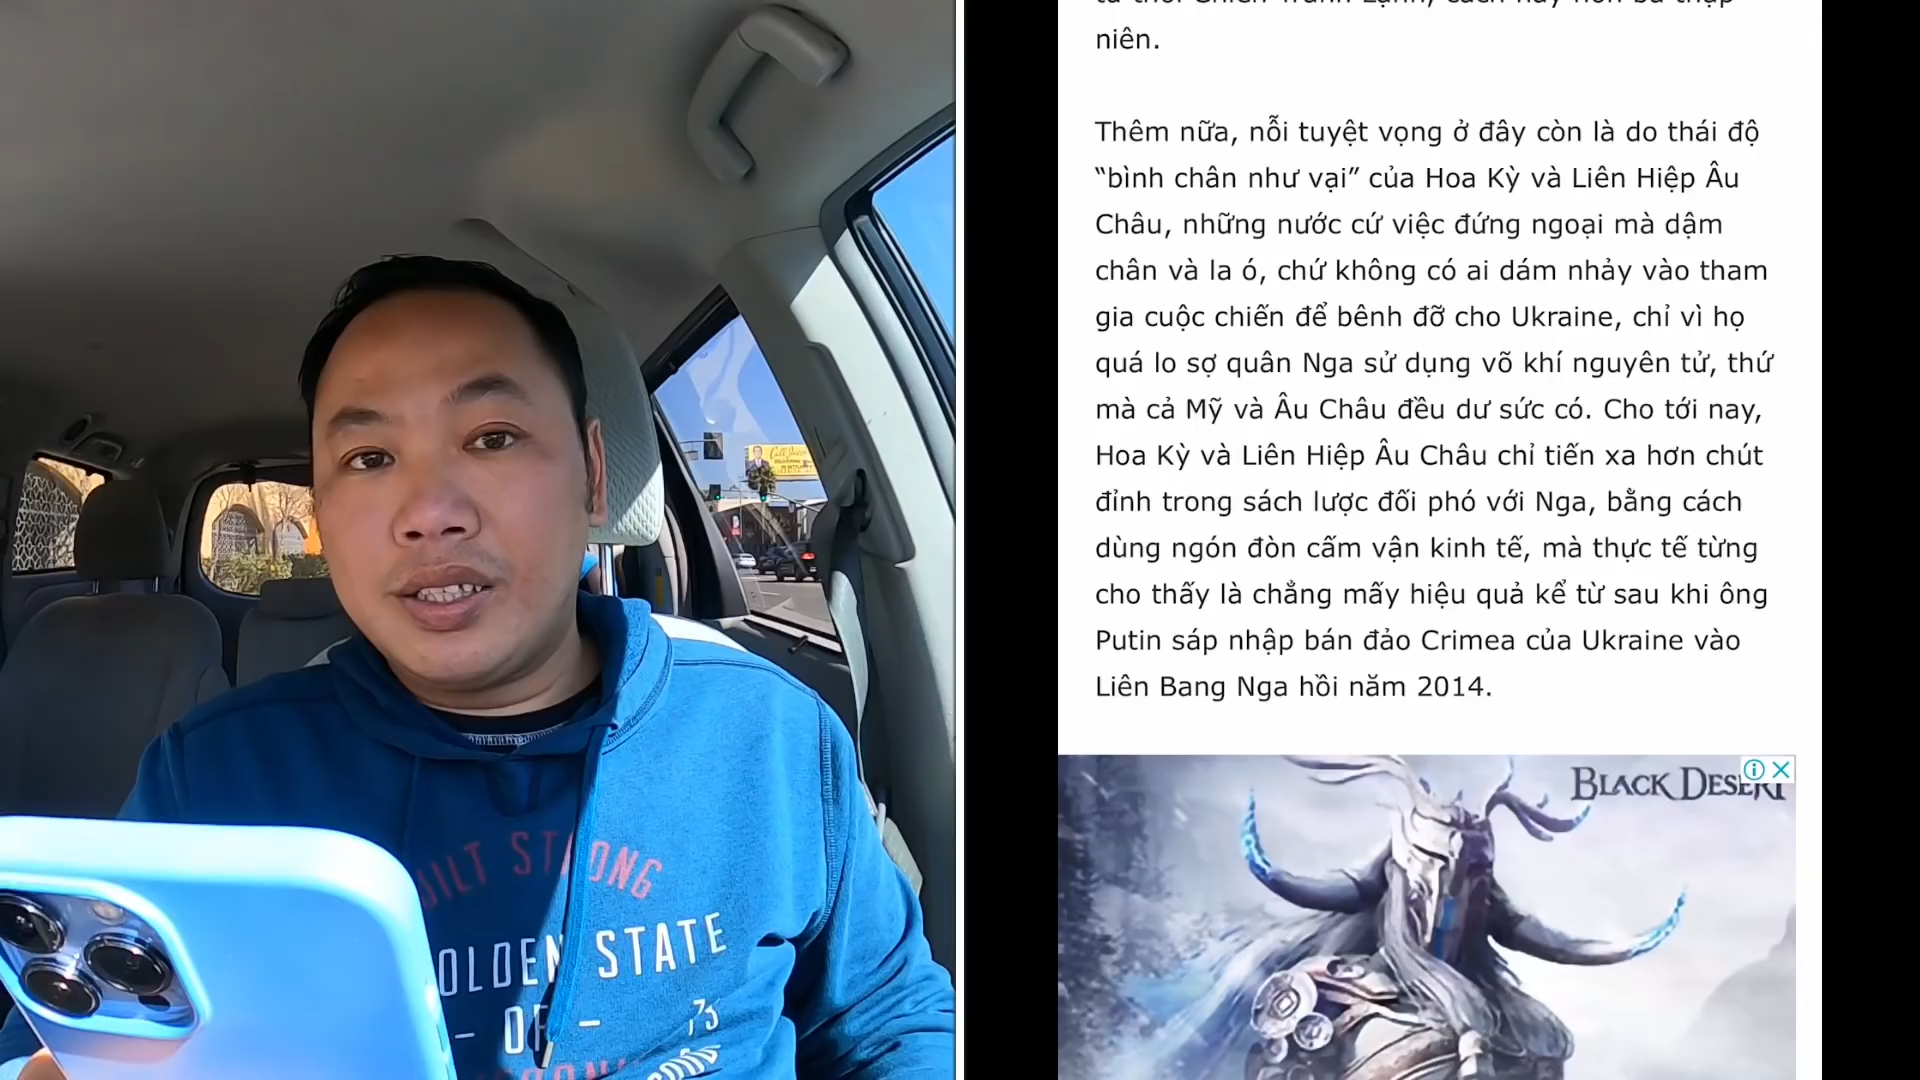 niên.
Thêm nữa, nỗi tuyệt vọng ở đây còn là do thái độ
“bình chân như vại” của Hoa Kỳ và Liên Hiệp Âu
Châu, những nước cứ việc đứng ngoại mà dậm
chân và la ó, chứ không có ai dám nhảy vào tham
gia cuộc chiến để bênh đỡ cho Ukraine, chỉ vì họ
quá lo sợ quân Nga sử dụng võ khí nguyên tử, thứ
mà cả Mỹ và Âu Châu đều dư sức có. Cho tới nay,
Hoa Kỳ và Liên Hiệp Âu Châu chỉ tiến xa hơn chút
đỉnh trong sách lược đối phó với Nga, bằng cách
dùng ngón đòn cấm vận kinh tế, mà thực tế từng
cho thấy là chẳng mấy hiệu quả kể từ sau khi ông
Putin sáp nhập bán đảo Crimea của Ukraine vào
Liên Bang Nga hồi năm 2014.
BLACK DESERT
STATE
- OF -